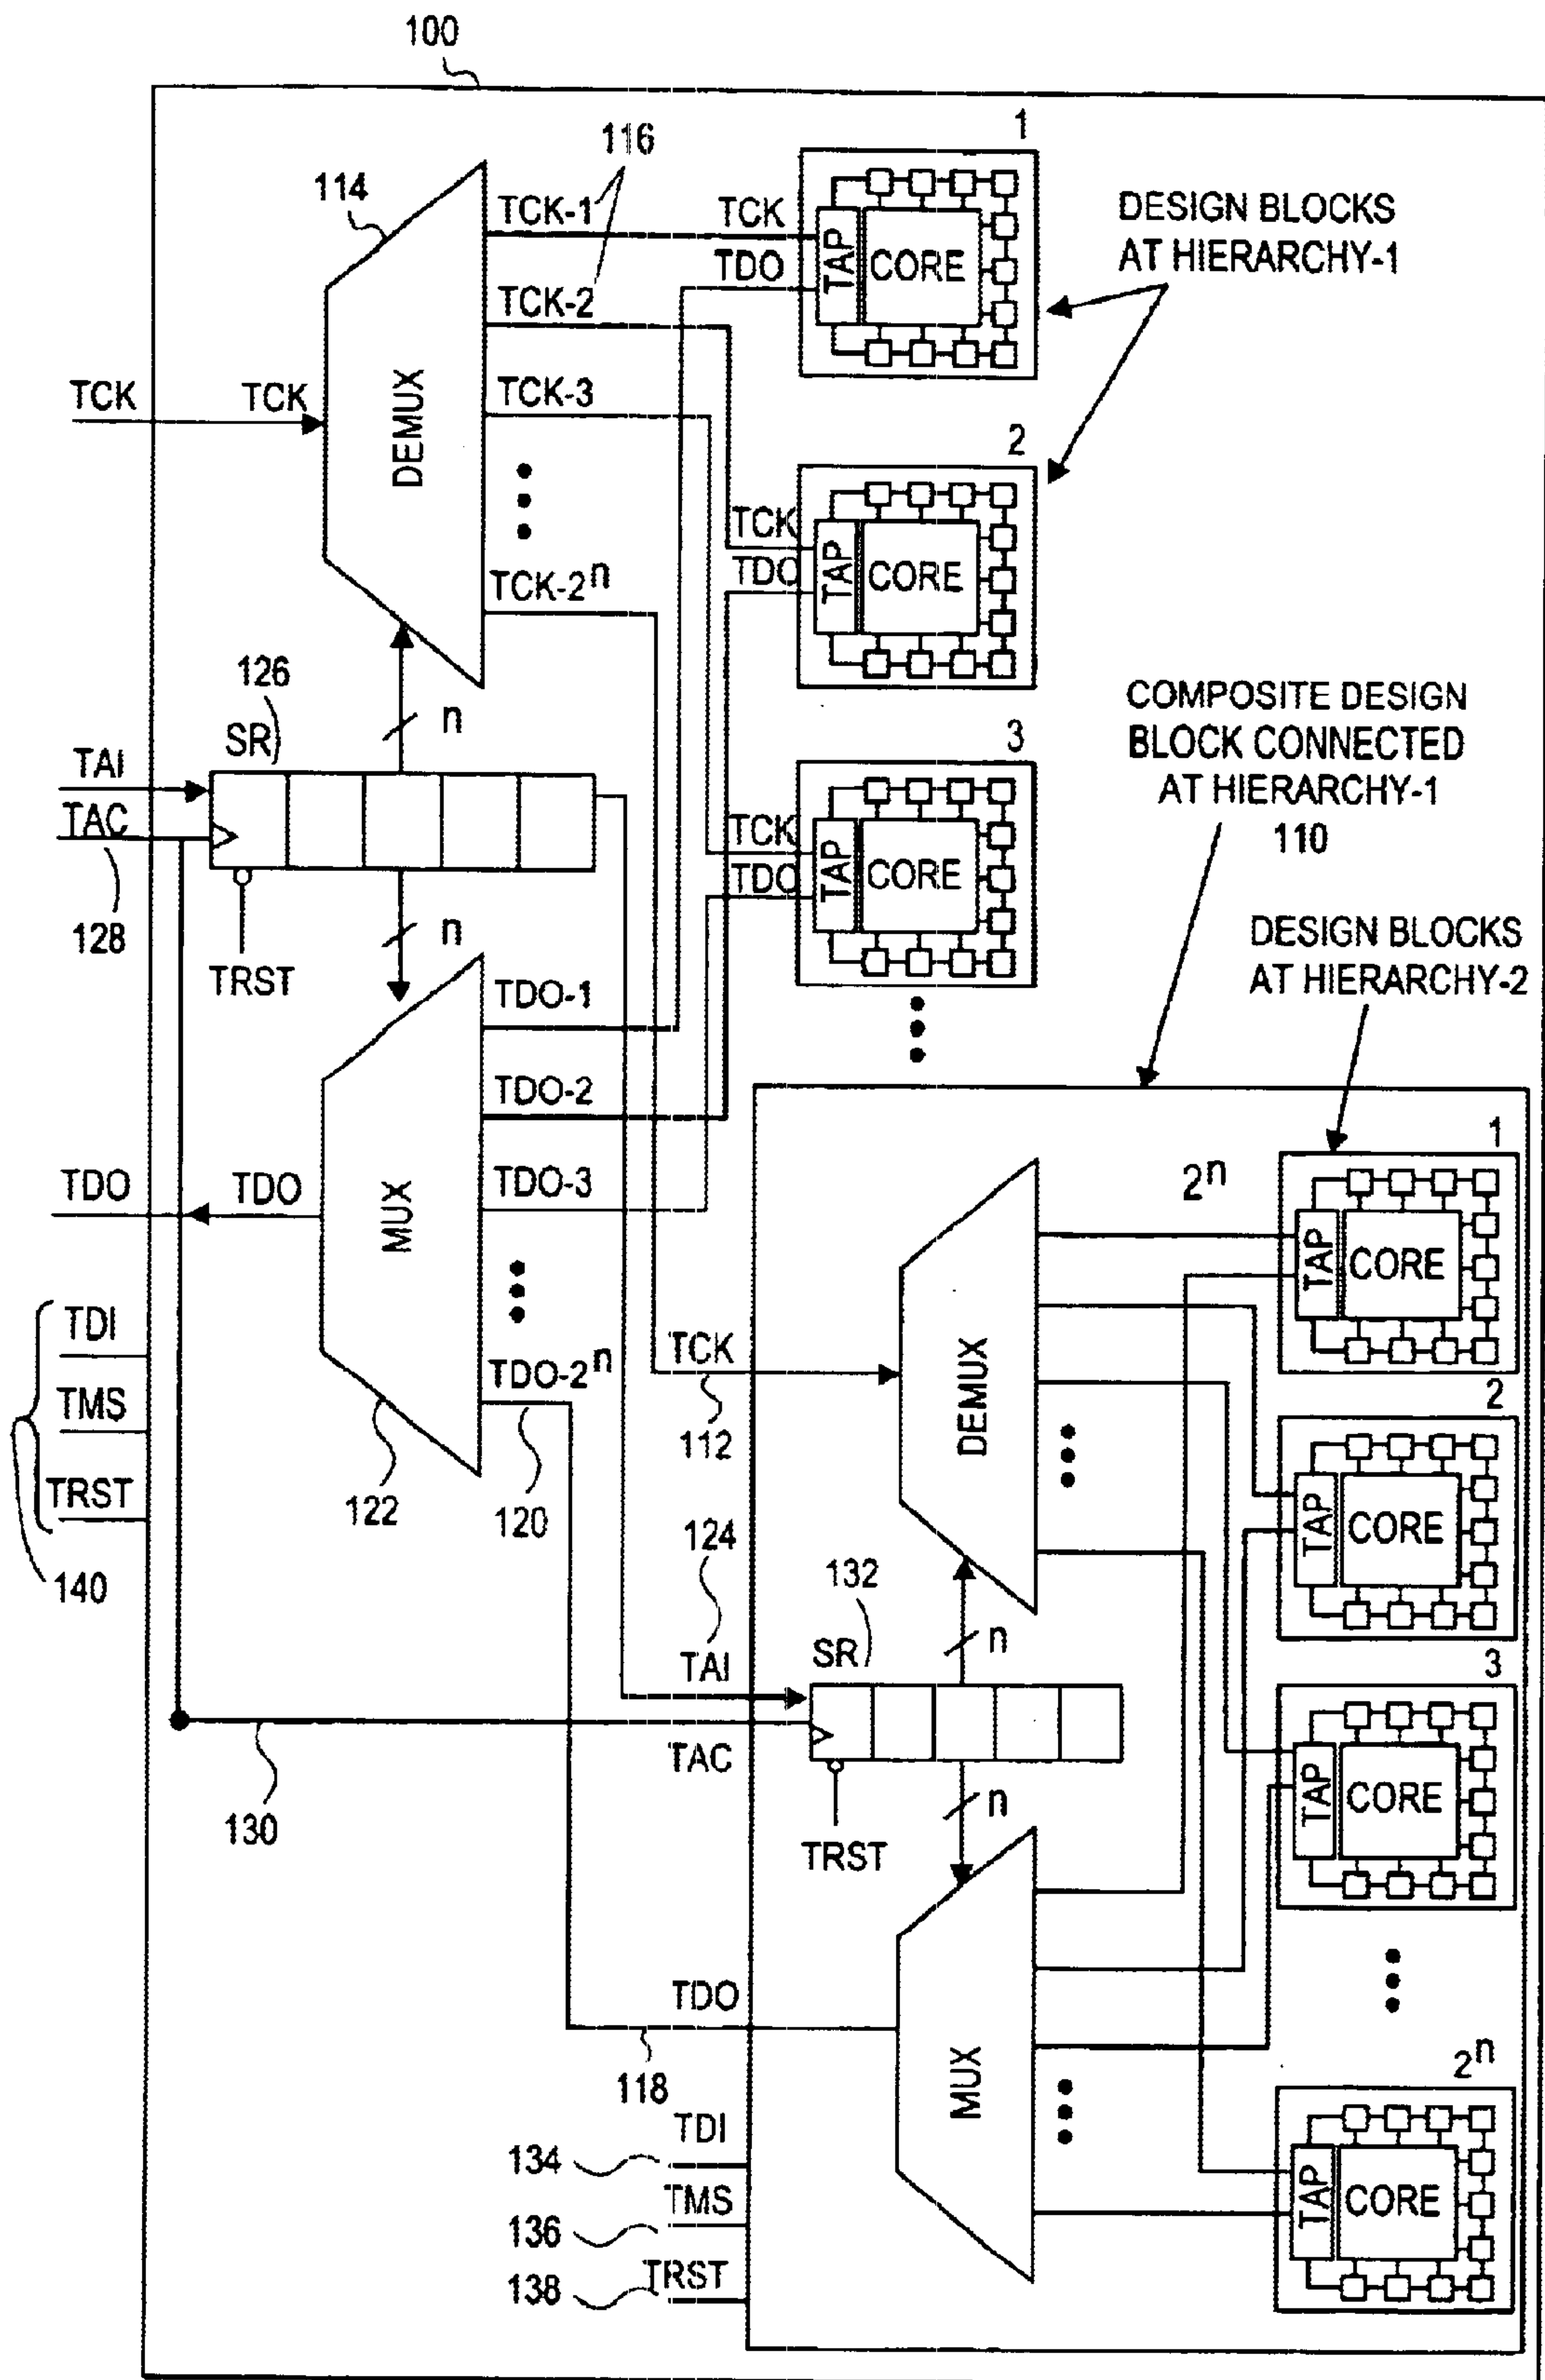 100
116
1
114
TCK-1
TCK
TAP
CORE
DESIGN BLOCKS
AT HIERARCHY-1
TDO
TCK-2
TCK
TCK
DEMUX
TCK-3
2
TCK
TAP
CORE
TDO
TCK-2ⁿ
126
SR
n
COMPOSITE DESIGN
BLOCK CONNECTED
AT HIERARCHY-1
110
3
TAI
TAC
TCK
TAP
CORE
TDO
128
n
TRST
DESIGN BLOCKS
AT HIERARCHY-2
TDO-1
TDO-2
1
TDO
TDO
MUX
TDO-3
2ⁿ
TAP
CORE
TDI
TMS
TRST
140
TDO-2ⁿ
TCK
112
DEMUX
2
122
120
124
TAP
CORE
132
SR
n
TAI
3
TAC
130
TRST
n
TAP
CORE
TDO
118
MUX
2ⁿ
TDI
134
TMS
136
TRST
138
TAP
CORE